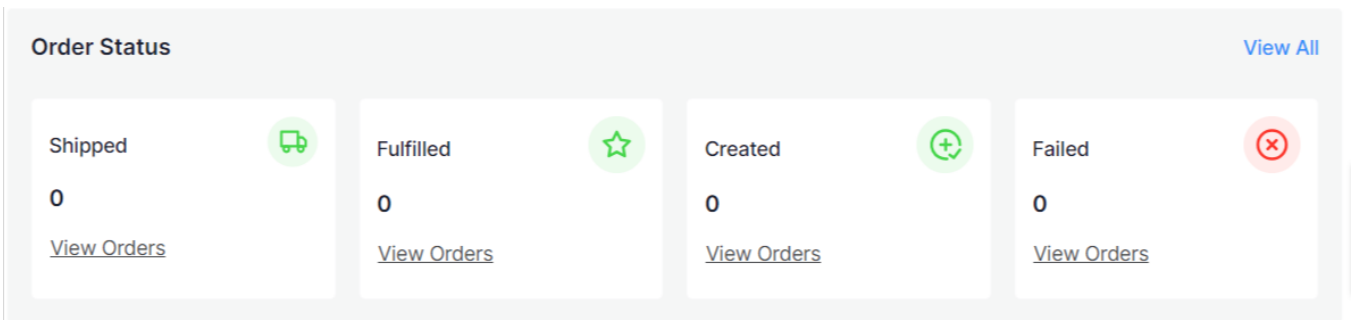 Order Status
View All
Shipped
0
View Orders
Fulfilled
0
View Orders
Created
0
View Orders
Failed
0
View Orders